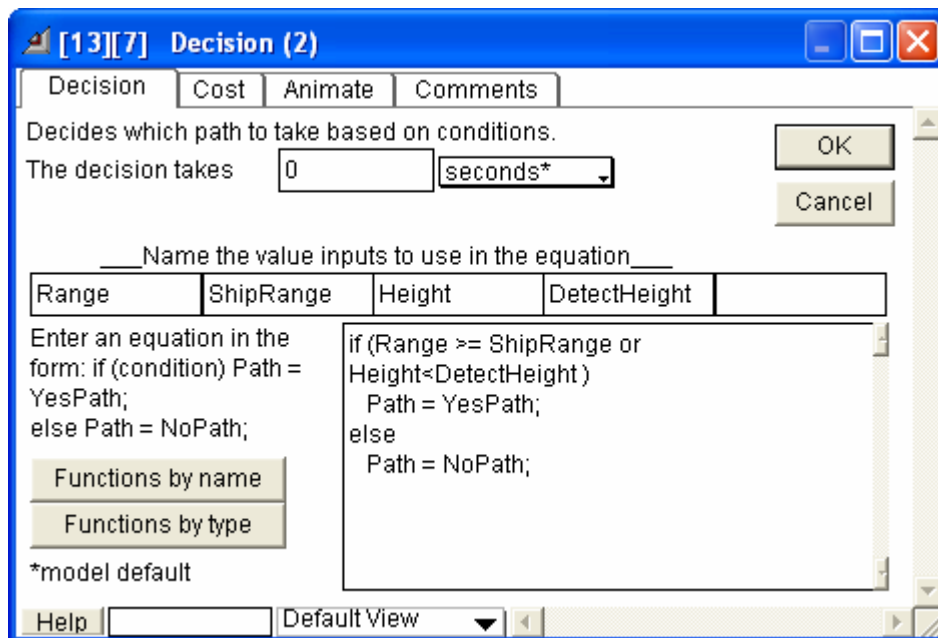 [13][7] Decision (2)
Decision Cost Animate Comments
Decides which path to take based on conditions.
OK
The decision takes 0 seconds*
Cancel
___Name the value inputs to use in the equation___
Range ShipRange Height DetectHeight
Enter an equation in the
form: if (condition) Path =
YesPath;
else Path = NoPath;
if (Range >= ShipRange or
Height<DetectHeight )
Path = YesPath;
else
Path = NoPath;
Functions by name
Functions by type
*model default
Help Default View